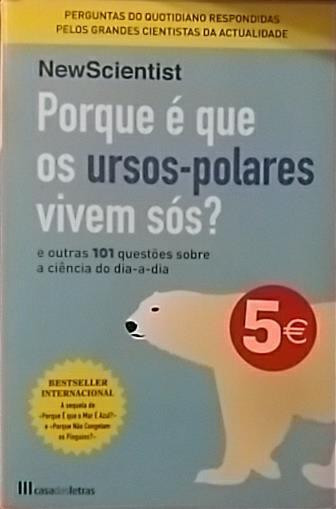 PERGUNTAS DO QUOTIDIANO RESPONDIDAS
PELOS GRANDES CIENTISTAS DA ACTUALIDADE
NewScientist
Porque é que
os ursos-polares
vivem sós?
e outras 101 questões sobre
a ciência do dia-a-dia
5€
BESTSELLER
INTERNACIONAL
A sequela de
«Porque É que o Mar É Azul?»
e «Porque Não Congelam
os Pinguins?»
casadasletras